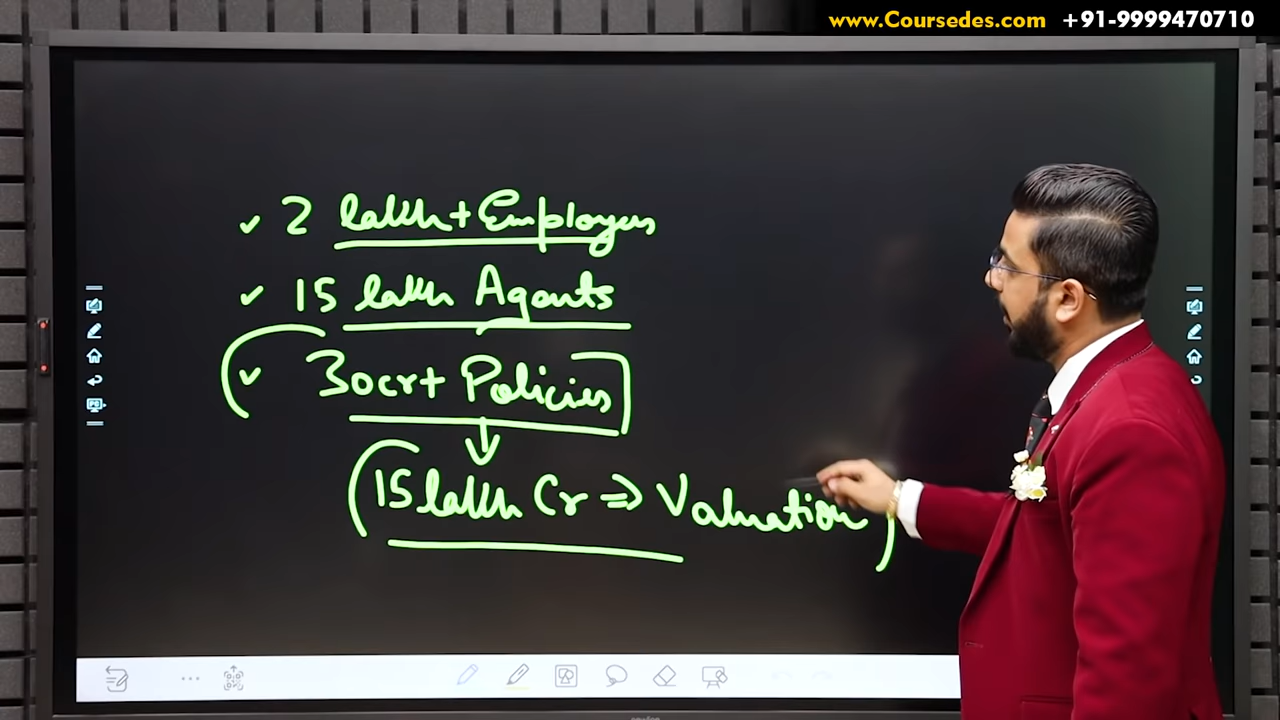 www.Coursedes.com +91-9999470710
2 lakh+ Employees
15 lakh Agents
30cr+ Policies
15 lakh Cr ⇒ Valuation